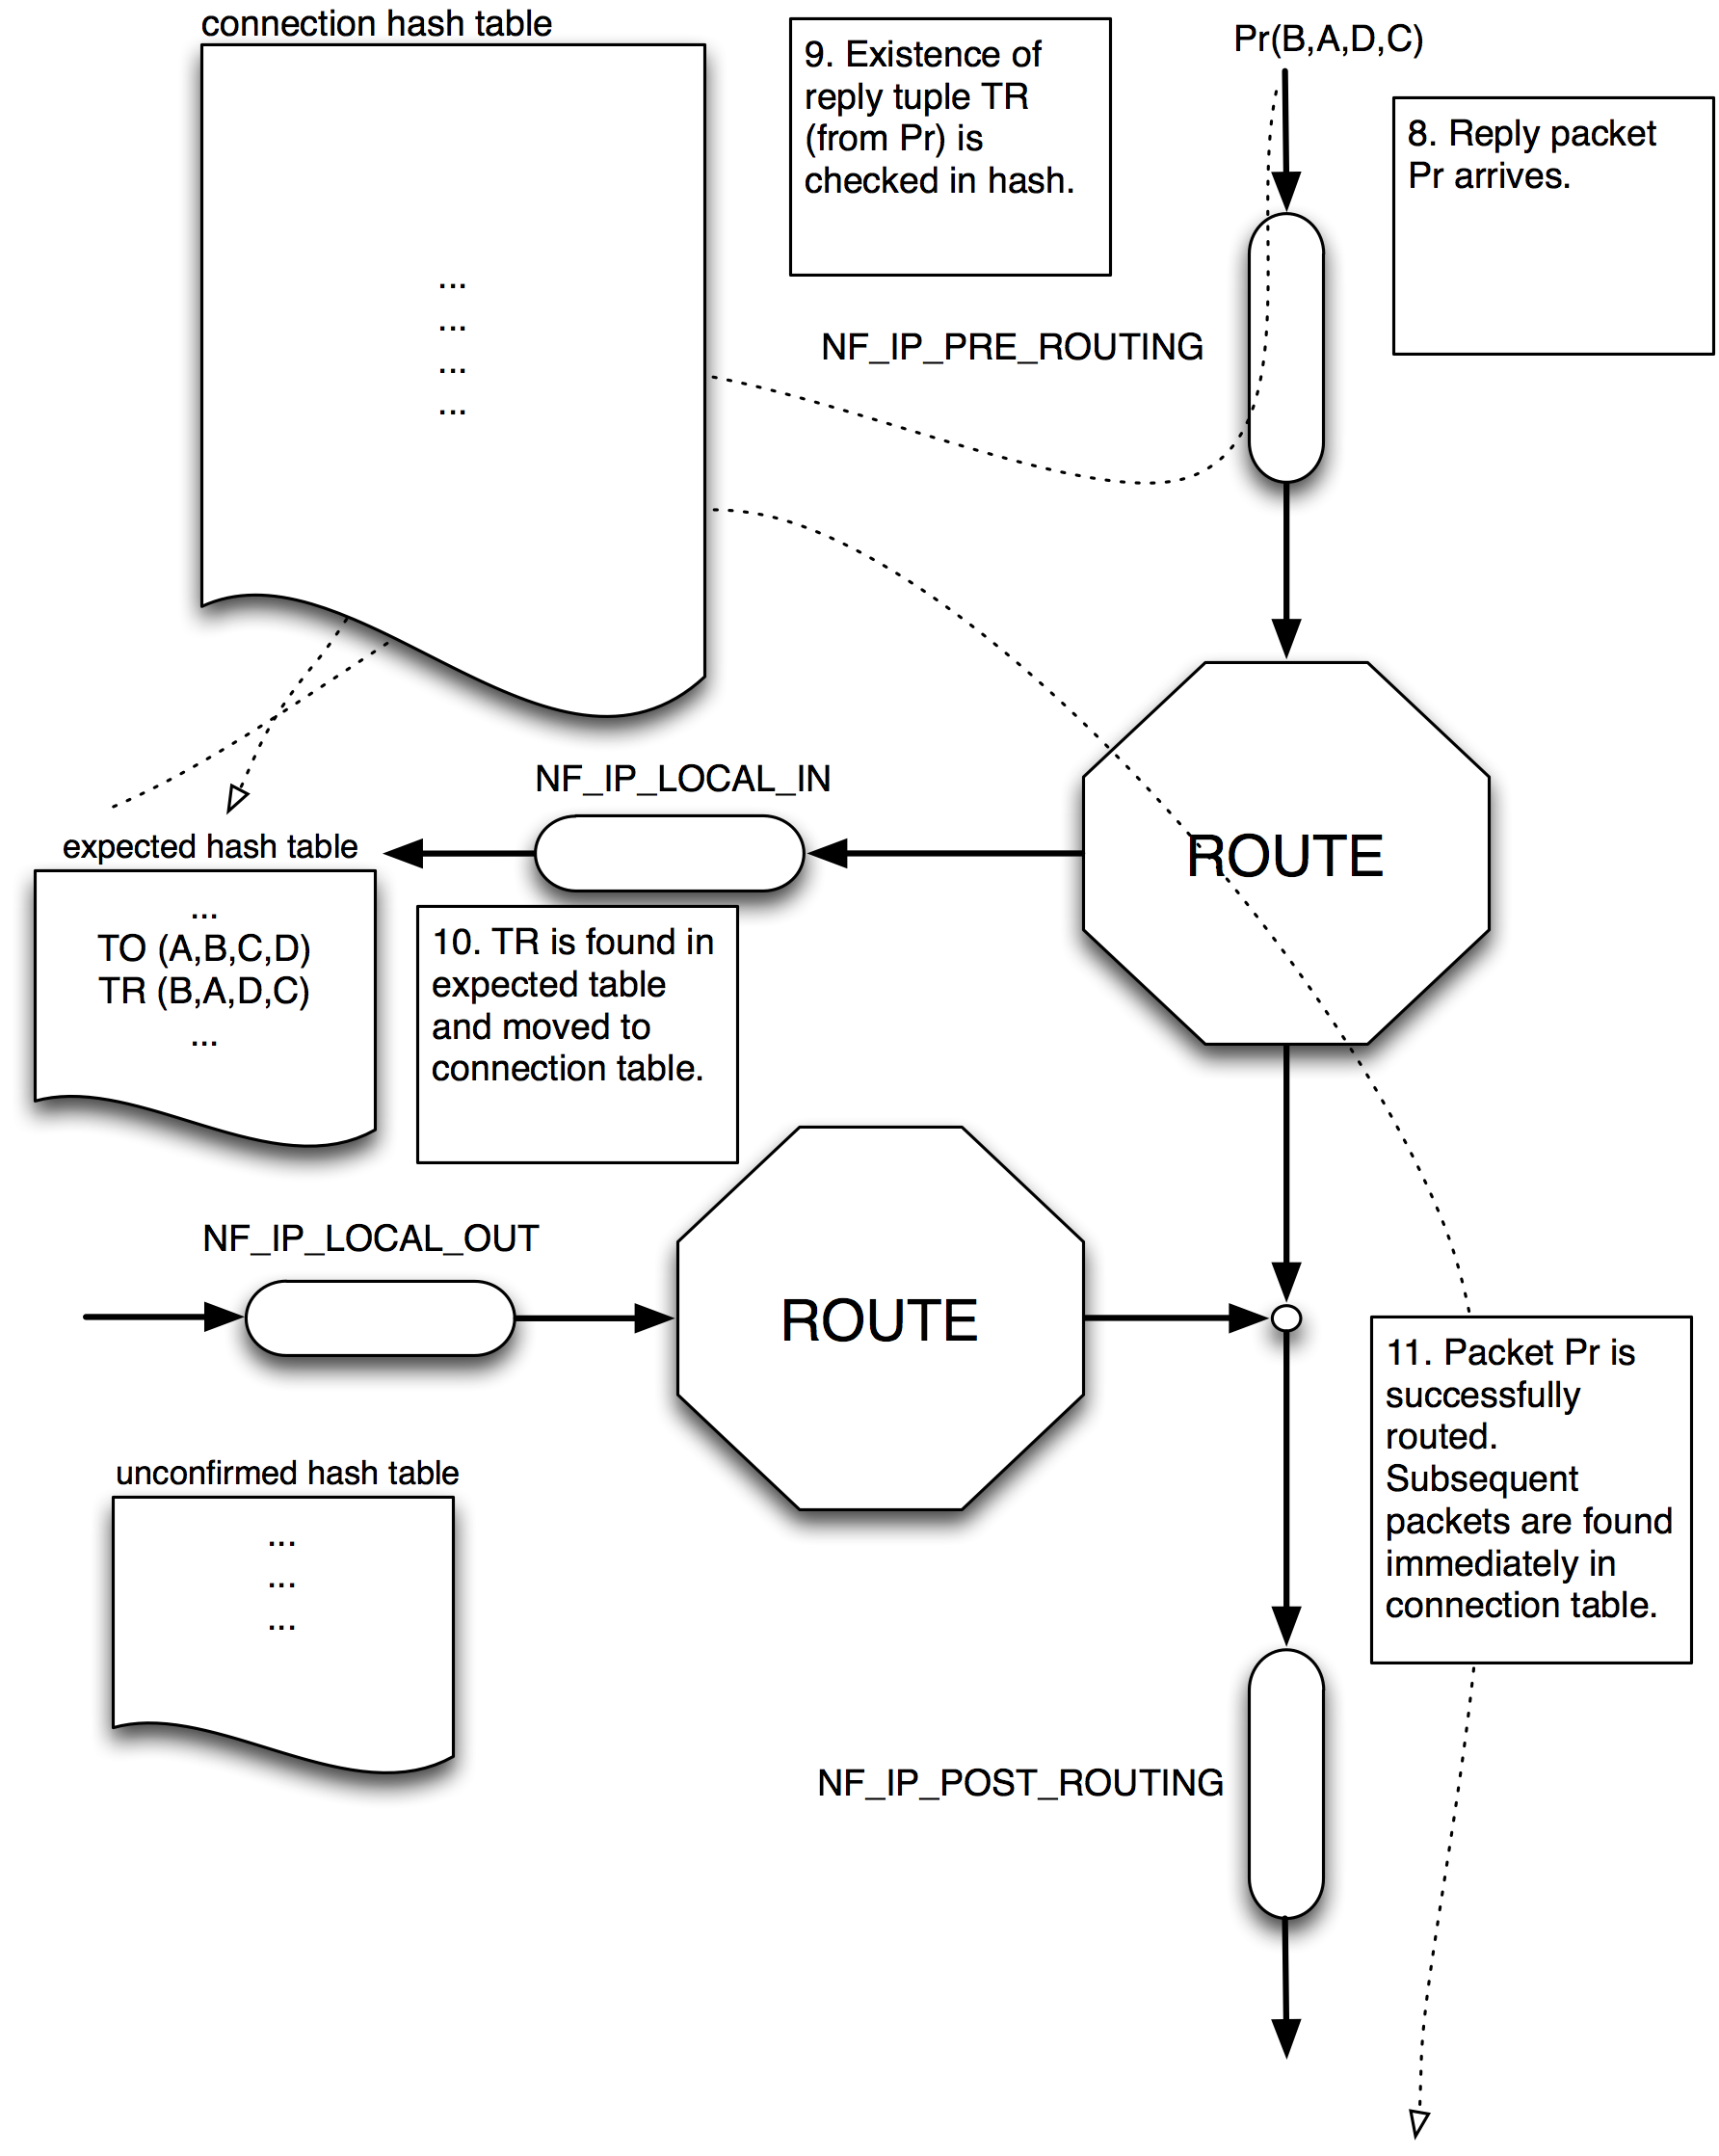 connection hash table
...
...
...
...
9. Existence of
reply tuple TR
(from Pr) is
checked in hash.
Pr(B,A,D,C)
8. Reply packet
Pr arrives.
NF_IP_PRE_ROUTING
ROUTE
NF_IP_LOCAL_IN
expected hash table
...
TO (A,B,C,D)
TR (B,A,D,C)
...
10. TR is found in
expected table
and moved to
connection table.
NF_IP_LOCAL_OUT
ROUTE
11. Packet Pr is
successfully
routed.
Subsequent
packets are found
immediately in
connection table.
unconfirmed hash table
...
...
...
NF_IP_POST_ROUTING